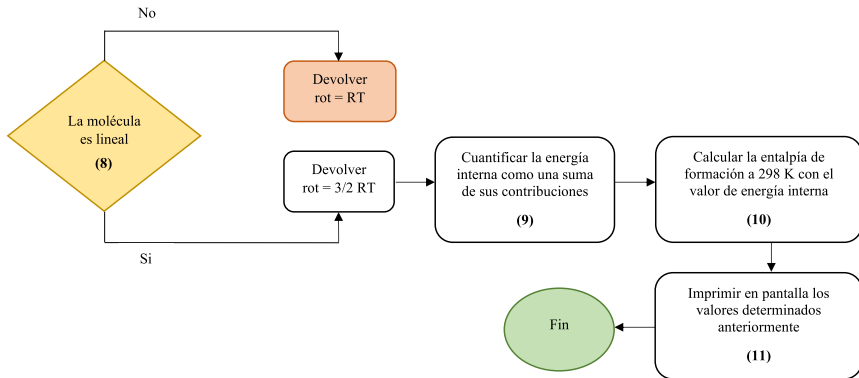 No
La molécula
es lineal
(8)
Si
Devolver
rot = RT
Devolver
rot = 3/2 RT
Cuantificar la energía
interna como una suma
de sus contribuciones
(9)
Calcular la entalpía de
formación a 298 K con el
valor de energía interna
(10)
Imprimir en pantalla los
valores determinados
anteriormente
(11)
Fin